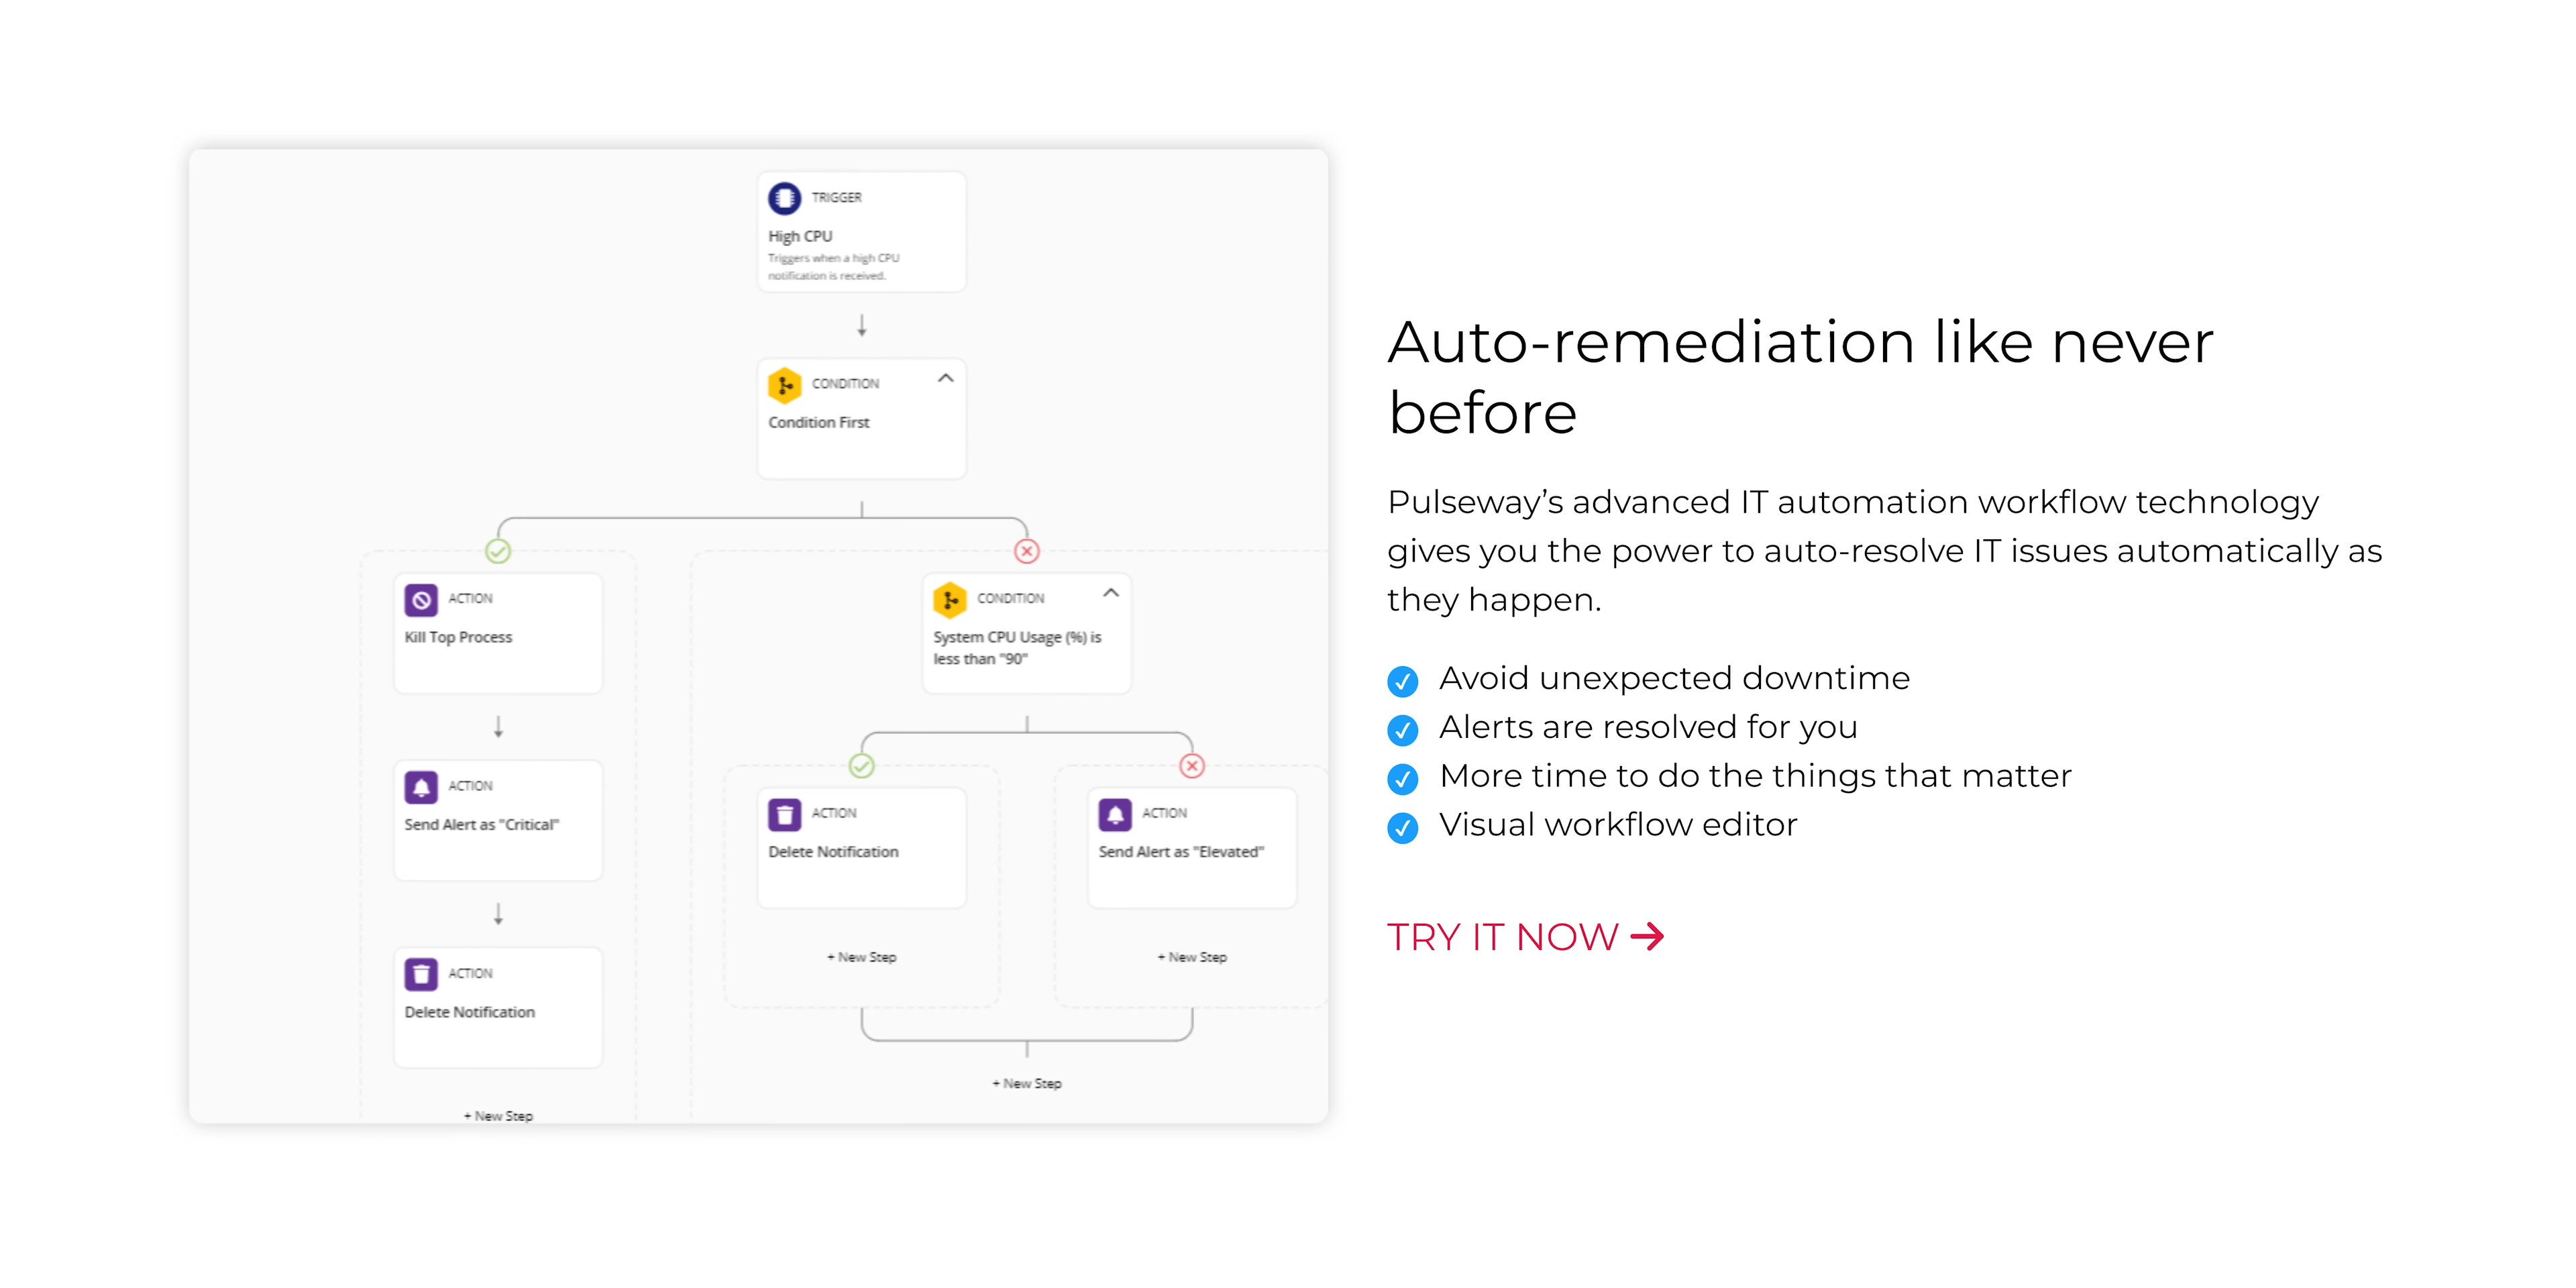 TRIGGER
High CPU
Triggers when a high CPU
notification is received.
CONDITION
Condition First
ACTION
Kill Top Process
ACTION
Send Alert as "Critical"
ACTION
Delete Notification
+ New Step
CONDITION
System CPU Usage (%) is
less than "90"
ACTION
Delete Notification
+ New Step
ACTION
Send Alert as "Elevated"
+ New Step
+ New Step
Auto-remediation like never
before
Pulseway’s advanced IT automation workflow technology
gives you the power to auto-resolve IT issues automatically as
they happen.
Avoid unexpected downtime
Alerts are resolved for you
More time to do the things that matter
Visual workflow editor
TRY IT NOW